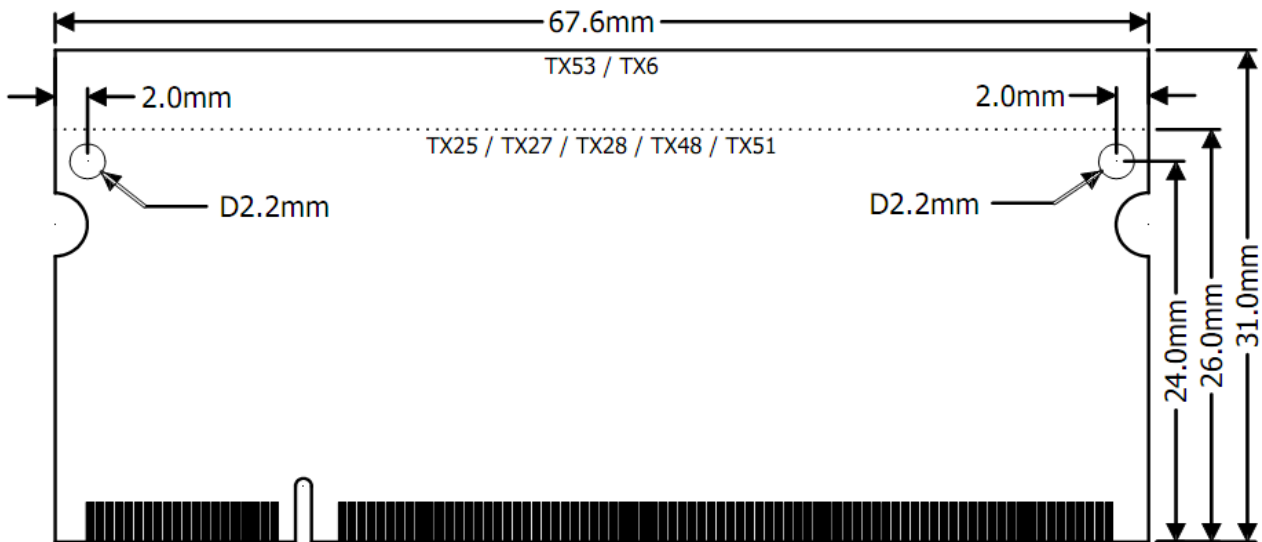 67.6mm
TX53 / TX6
2.0mm
2.0mm
TX25 / TX27 / TX28 / TX48 / TX51
D2.2mm
D2.2mm
24.0mm
26.0mm
31.0mm